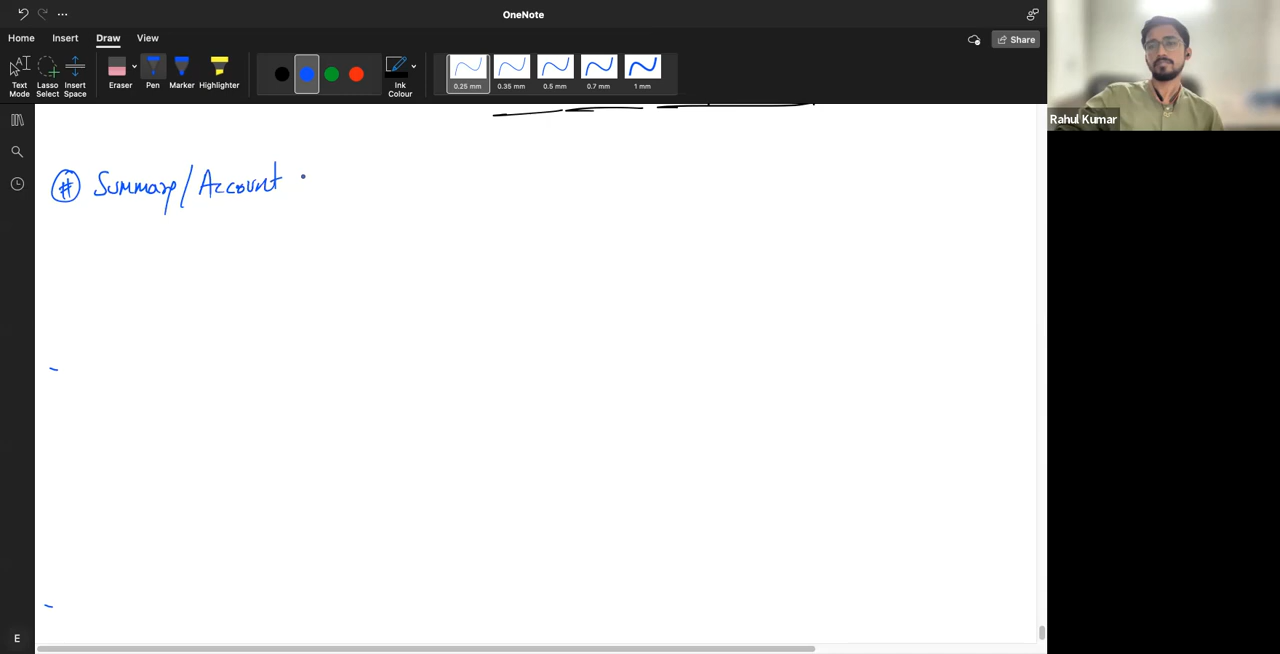 OneNote
Home Insert Draw View
Share
Text Mode
Lasso Select
Insert Space
Eraser
Pen
Marker
Highlighter
Ink Colour
0.25 mm
0.35 mm
0.5 mm
0.7 mm
1 mm
Rahul Kumar
# Summary/Account
E